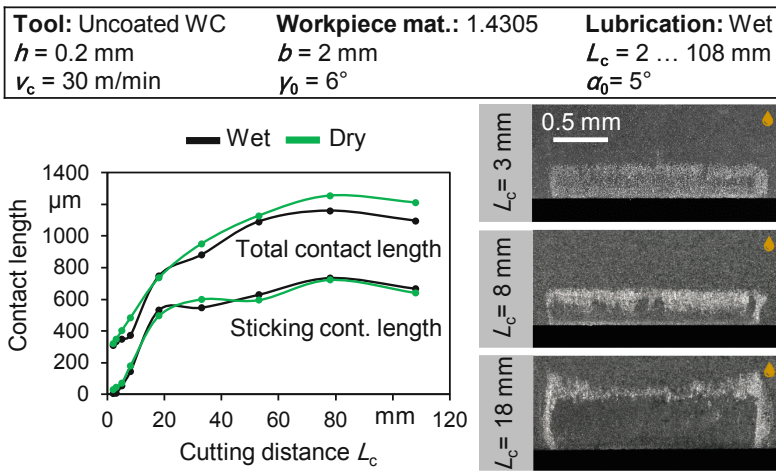 Tool: Uncoated WC Workpiece mat.: 1.4305 Lubrication: Wet
h = 0.2 mm b = 2 mm Lc = 2 … 108 mm
vc = 30 m/min γ0 = 6° α0= 5°
Wet Dry
1400
µm
1200
1000
800
600
400
200
0
Contact length
Total contact length
Sticking cont. length
0 20 40 60 80 mm 120
Cutting distance Lc
Lc= 3 mm
0.5 mm
Lc= 8 mm
Lc= 18 mm